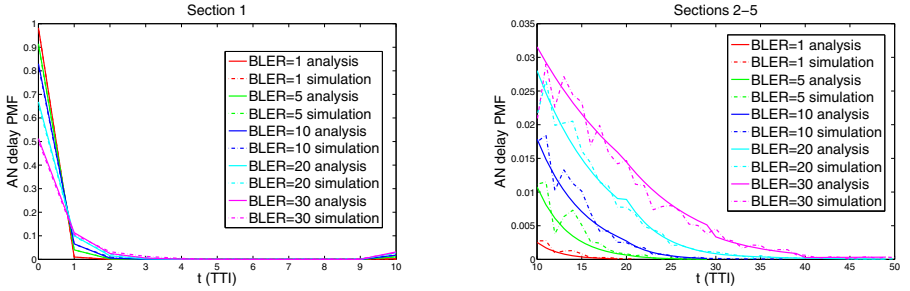 Section 1
AN delay PMF
1
0.9
0.8
0.7
0.6
0.5
0.4
0.3
0.2
0.1
0
0 1 2 3 4 5 6 7 8 9 10
t (TTI)
BLER=1 analysis
BLER=1 simulation
BLER=5 analysis
BLER=5 simulation
BLER=10 analysis
BLER=10 simulation
BLER=20 analysis
BLER=20 simulation
BLER=30 analysis
BLER=30 simulation
Sections 2−5
AN delay PMF
0.035
0.03
0.025
0.02
0.015
0.01
0.005
0
10 15 20 25 30 35 40 45 50
t (TTI)
BLER=1 analysis
BLER=1 simulation
BLER=5 analysis
BLER=5 simulation
BLER=10 analysis
BLER=10 simulation
BLER=20 analysis
BLER=20 simulation
BLER=30 analysis
BLER=30 simulation